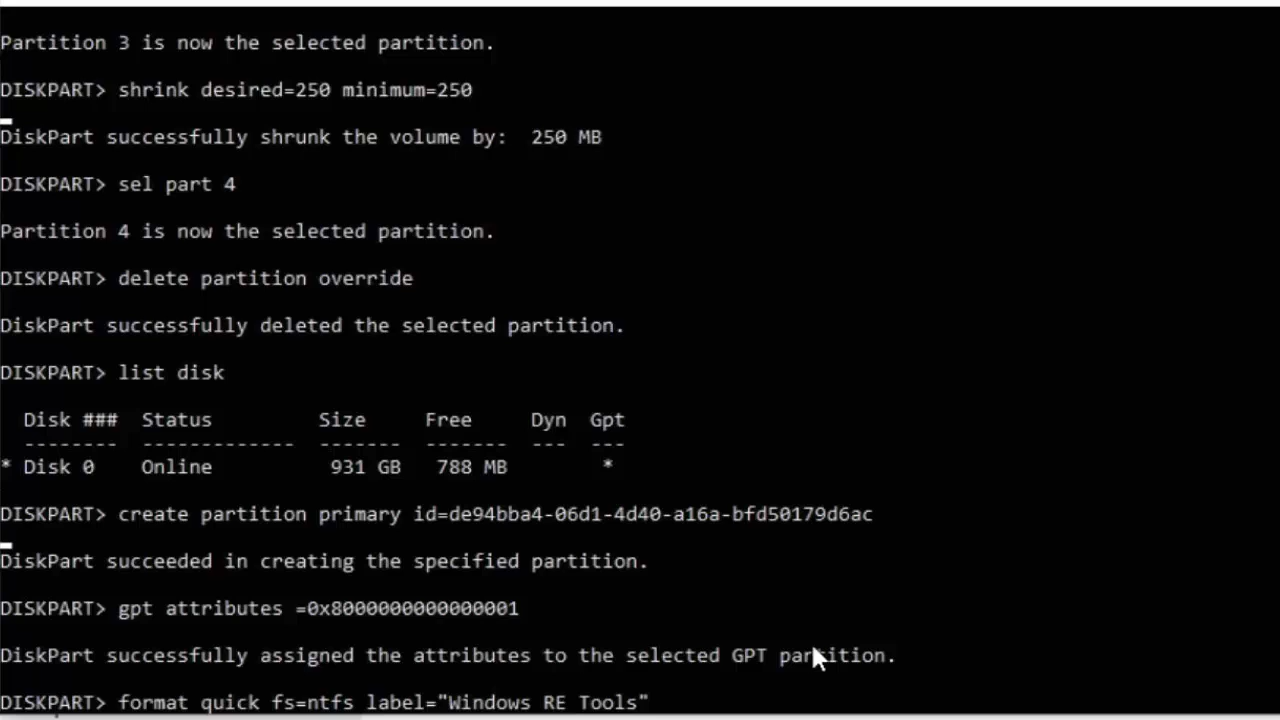 Partition 3 is now the selected partition.
DISKPART> shrink desired=250 minimum=250
DiskPart successfully shrunk the volume by:  250 MB
DISKPART> sel part 4
Partition 4 is now the selected partition.
DISKPART> delete partition override
DiskPart successfully deleted the selected partition.
DISKPART> list disk
  Disk ###  Status         Size     Free     Dyn  Gpt
  --------  -------------  -------  -------  ---  ---
* Disk 0    Online          931 GB   788 MB        *
DISKPART> create partition primary id=de94bba4-06d1-4d40-a16a-bfd50179d6ac
DiskPart succeeded in creating the specified partition.
DISKPART> gpt attributes =0x8000000000000001
DiskPart successfully assigned the attributes to the selected GPT partition.
DISKPART> format quick fs=ntfs label="Windows RE Tools"